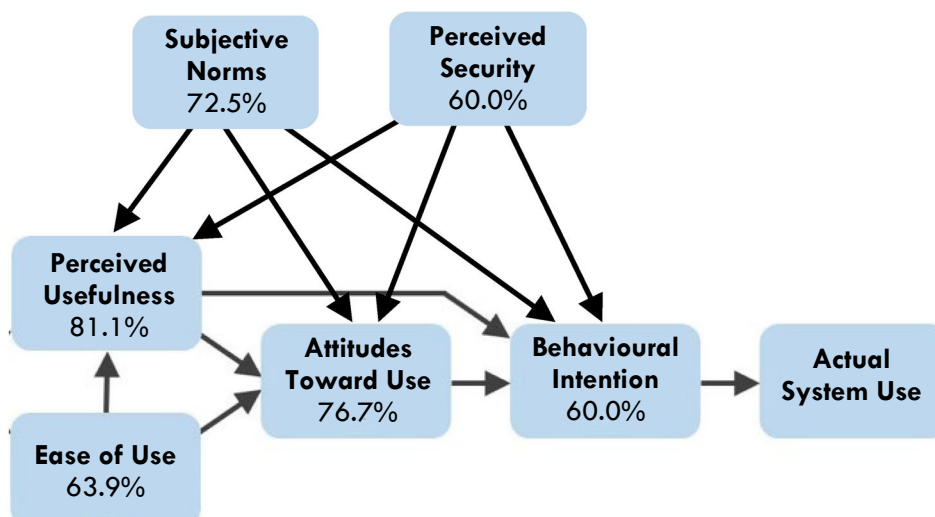 Subjective
Norms
72.5%
Perceived
Security
60.0%
Perceived
Usefulness
81.1%
Attitudes
Toward Use
76.7%
Behavioural
Intention
60.0%
Actual
System Use
Ease of Use
63.9%